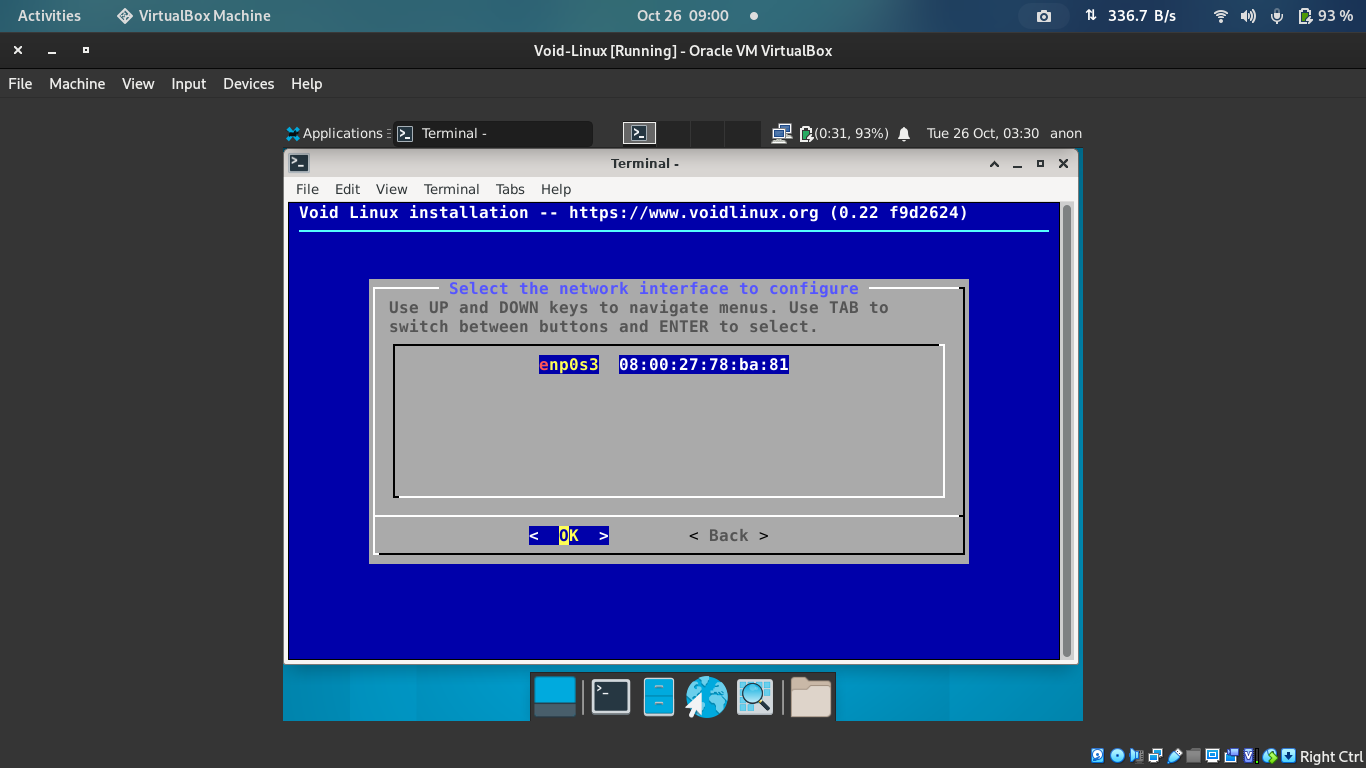 Activities VirtualBox Machine Oct 26 09:00 336.7 B/s 93 %
Void-Linux [Running] - Oracle VM VirtualBox
File Machine View Input Devices Help
Applications Terminal - (0:31, 93%) Tue 26 Oct, 03:30 anon
Terminal -
File Edit View Terminal Tabs Help
Void Linux installation -- https://www.voidlinux.org (0.22 f9d2624)
Select the network interface to configure
Use UP and DOWN keys to navigate menus. Use TAB to
switch between buttons and ENTER to select.
enp0s3 08:00:27:78:ba:81
< OK > < Back >
Right Ctrl